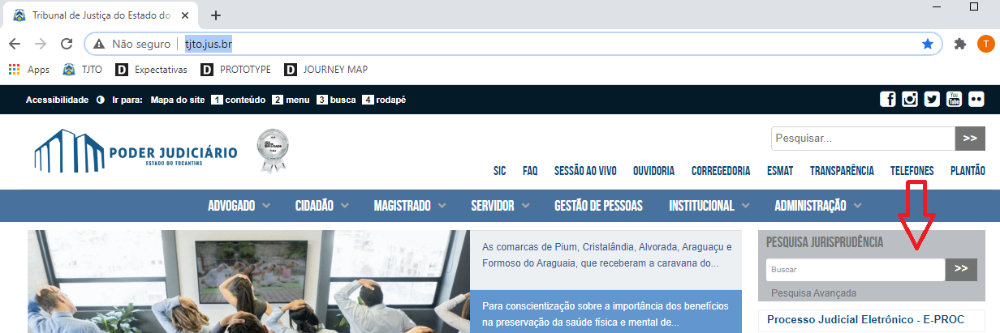 Tribunal de Justiça do Estado do
Não seguro
tjto.jus.br
T
Apps TJTO D Expectativas D PROTOTYPE D JOURNEY MAP
Acessibilidade Ir para: Mapa do site 1 conteúdo 2 menu 3 busca 4 rodapé
You
Tube
PODER JUDICIÁRIO
ESTADO DO TOCANTINS
Pesquisar... >>
SIC FAQ SESSÃO AO VIVO OUVIDORIA CORREGEDORIA ESMAT TRANSPARÊNCIA TELEFONES PLANTÃO
ADVOGADO CIDADÃO MAGISTRADO SERVIDOR GESTÃO DE PESSOAS INSTITUCIONAL ADMINISTRAÇÃO
As comarcas de Pium, Cristalândia, Alvorada, Araguaçu e
Formoso do Araguaia, que receberam a caravana do...
Para conscientização sobre a importância dos benefícios
na preservação da saúde física e mental de...
PESQUISA JURISPRUDÊNCIA
Buscar >>
Pesquisa Avançada
Processo Judicial Eletrônico - E-PROC